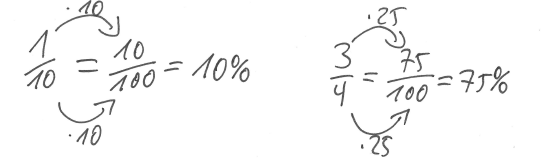 ·10 ·25
1/10 = 10/100 = 10% 3/4 = 75/100 = 75%
·10 ·25